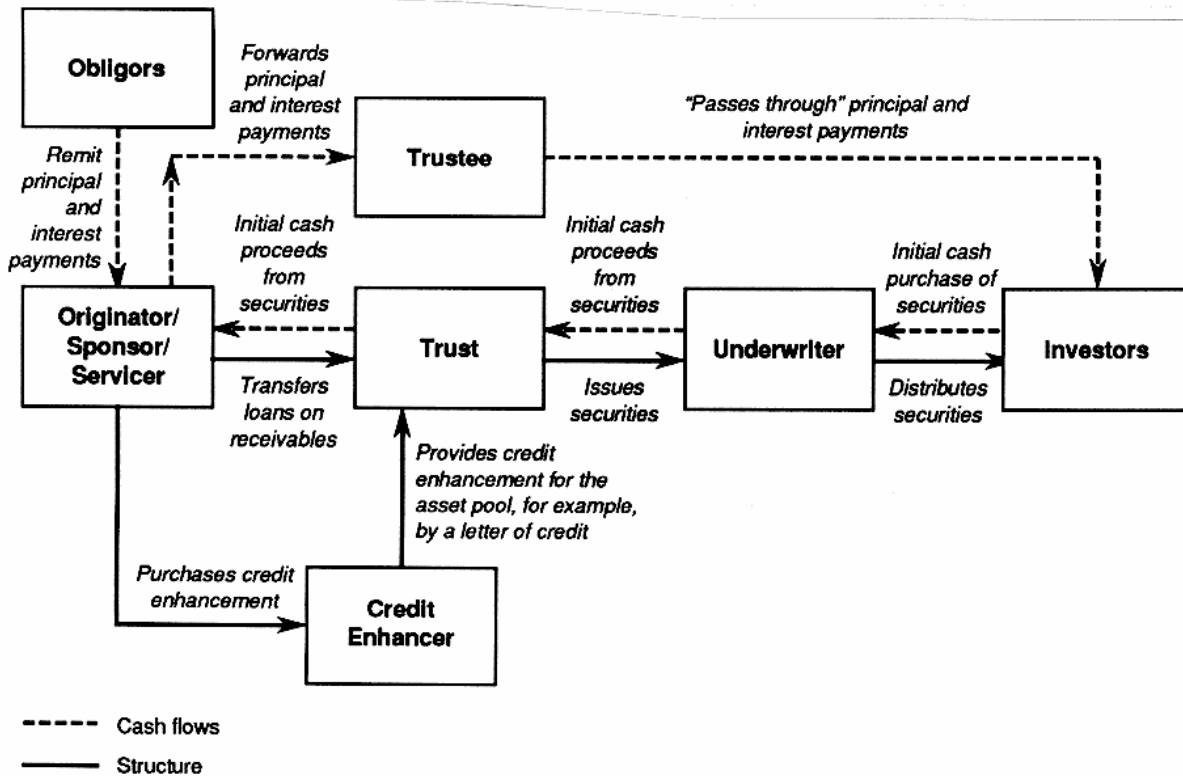 Obligors
Forwards
principal
and interest
payments
"Passes through" principal and
interest payments
Trustee
Remit
principal
and
interest
payments
Initial cash
proceeds
from
securities
Initial cash
proceeds
from
securities
Initial cash
purchase of
securities
Originator/
Sponsor/
Servicer
Trust
Underwriter
Investors
Transfers
loans on
receivables
Issues
securities
Distributes
securities
Provides credit
enhancement for the
asset pool, for example,
by a letter of credit
Purchases credit
enhancement
Credit
Enhancer
Cash flows
Structure